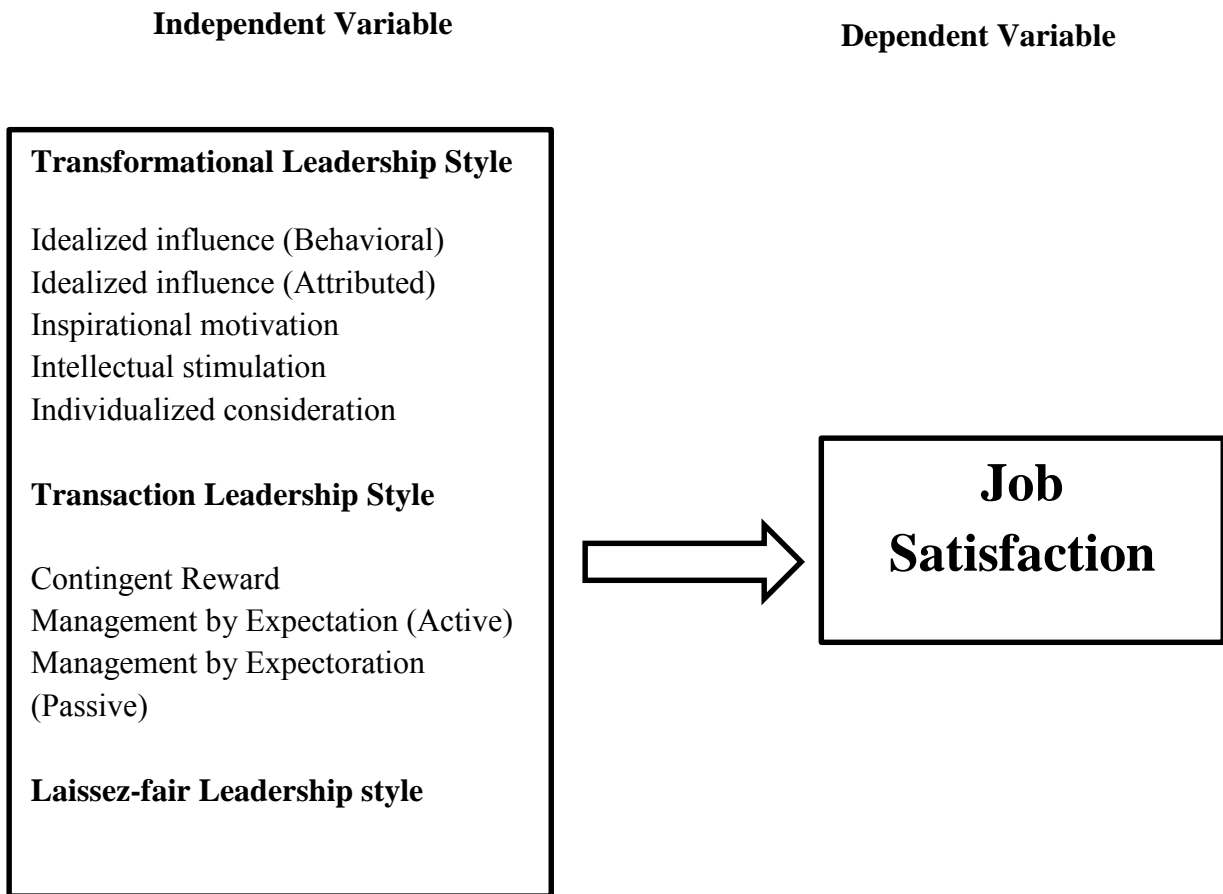 Independent Variable
Dependent Variable
Transformational Leadership Style
Idealized influence (Behavioral)
Idealized influence (Attributed)
Inspirational motivation
Intellectual stimulation
Individualized consideration
Transaction Leadership Style
Contingent Reward
Management by Expectation (Active)
Management by Expectoration
(Passive)
Laissez-fair Leadership style
Job
Satisfaction